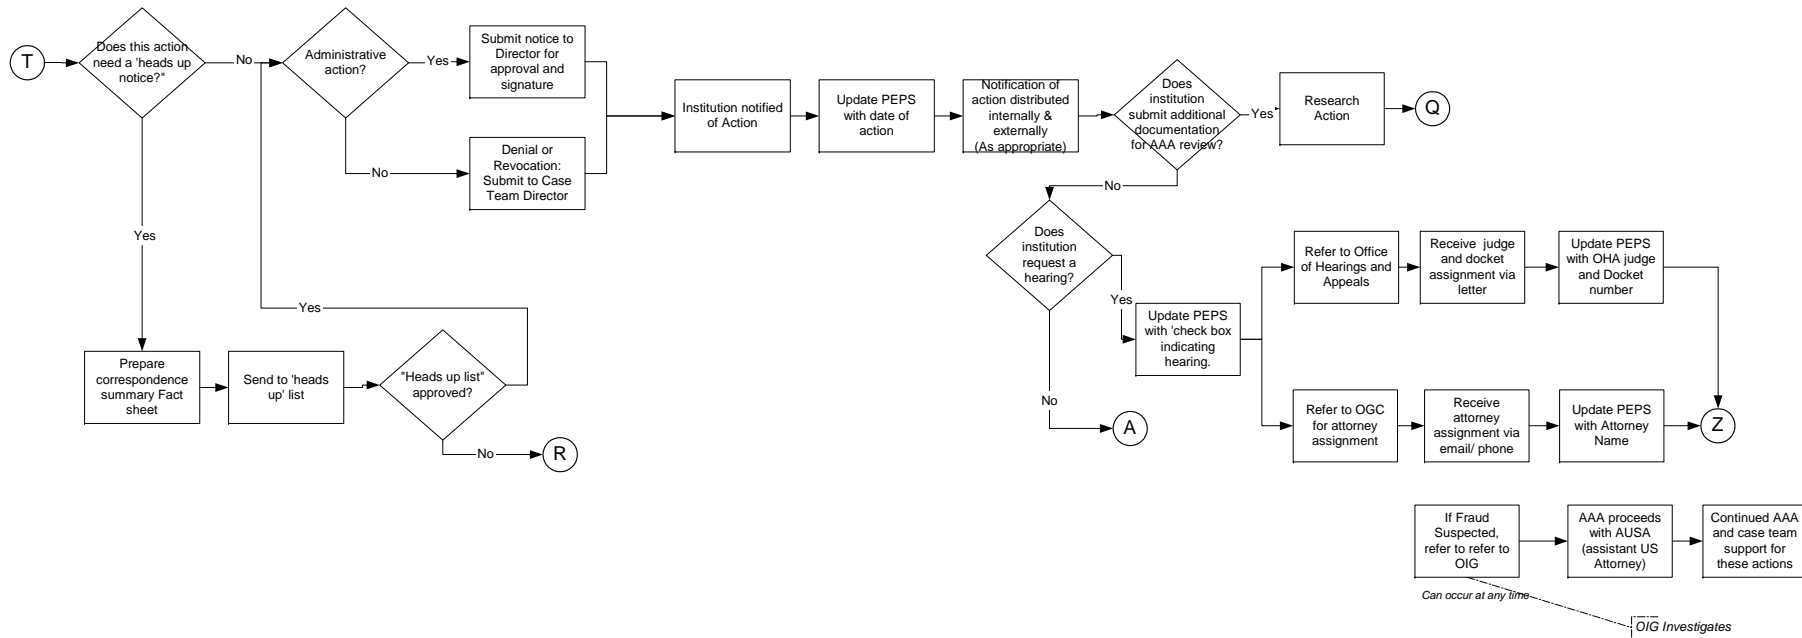 T
Does this action
need a 'heads up
notice?"
No
Administrative
action?
Yes
Submit notice to
Director for
approval and
signature
No
Denial or
Revocation:
Submit to Case
Team Director
Institution notified
of Action
Update PEPS
with date of
action
Notification of
action distributed
internally &
externally
(As appropriate)
Does
institution
submit additional
documentation
for AAA review?
Yes
Research
Action
Q
No
Does
institution
request a
hearing?
Yes
Update PEPS
with 'check box
indicating
hearing.
No
A
Refer to Office
of Hearings and
Appeals
Receive judge
and docket
assignment via
letter
Update PEPS
with OHA judge
and Docket
number
Refer to OGC
for attorney
assignment
Receive
attorney
assignment via
email/ phone
Update PEPS
with Attorney
Name
Z
Yes
Prepare
correspondence
summary Fact
sheet
Send to 'heads
up' list
"Heads up list"
approved?
Yes
No
R
If Fraud
Suspected,
refer to refer to
OIG
AAA proceeds
with AUSA
(assistant US
Attorney)
Continued AAA
and case team
support for
these actions
Can occur at any time
OIG Investigates